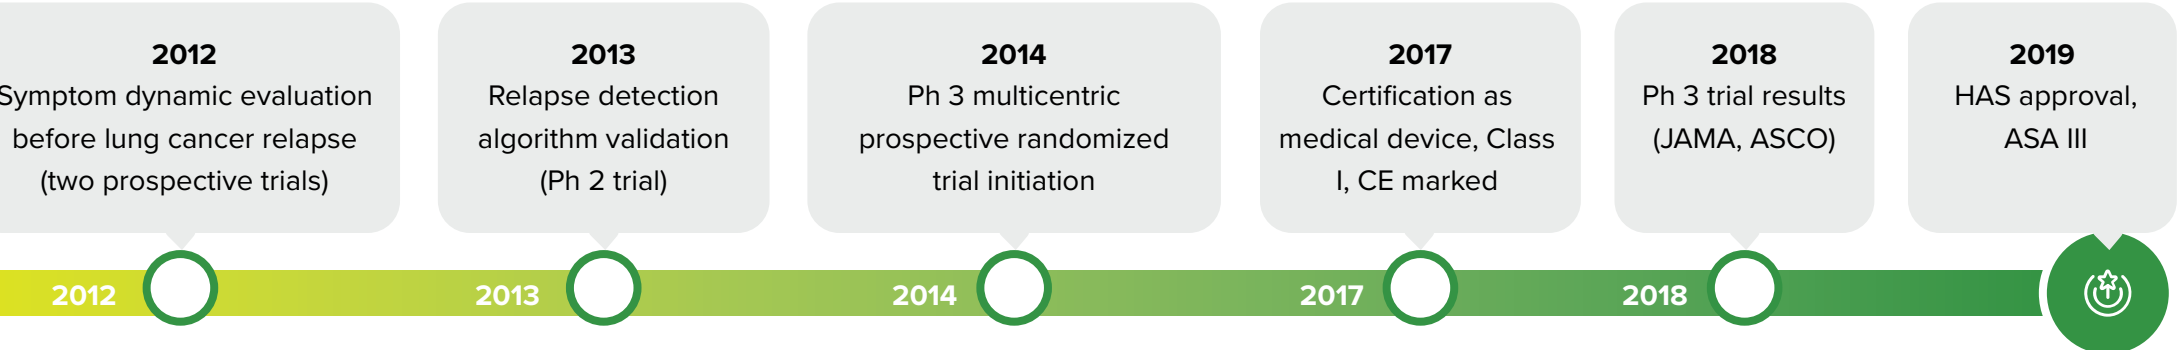 2012
Symptom dynamic evaluation
before lung cancer relapse
(two prospective trials)
2013
Relapse detection
algorithm validation
(Ph 2 trial)
2014
Ph 3 multicentric
prospective randomized
trial initiation
2017
Certification as
medical device, Class
I, CE marked
2018
Ph 3 trial results
(JAMA, ASCO)
2019
HAS approval,
ASA III
2012
2013
2014
2017
2018